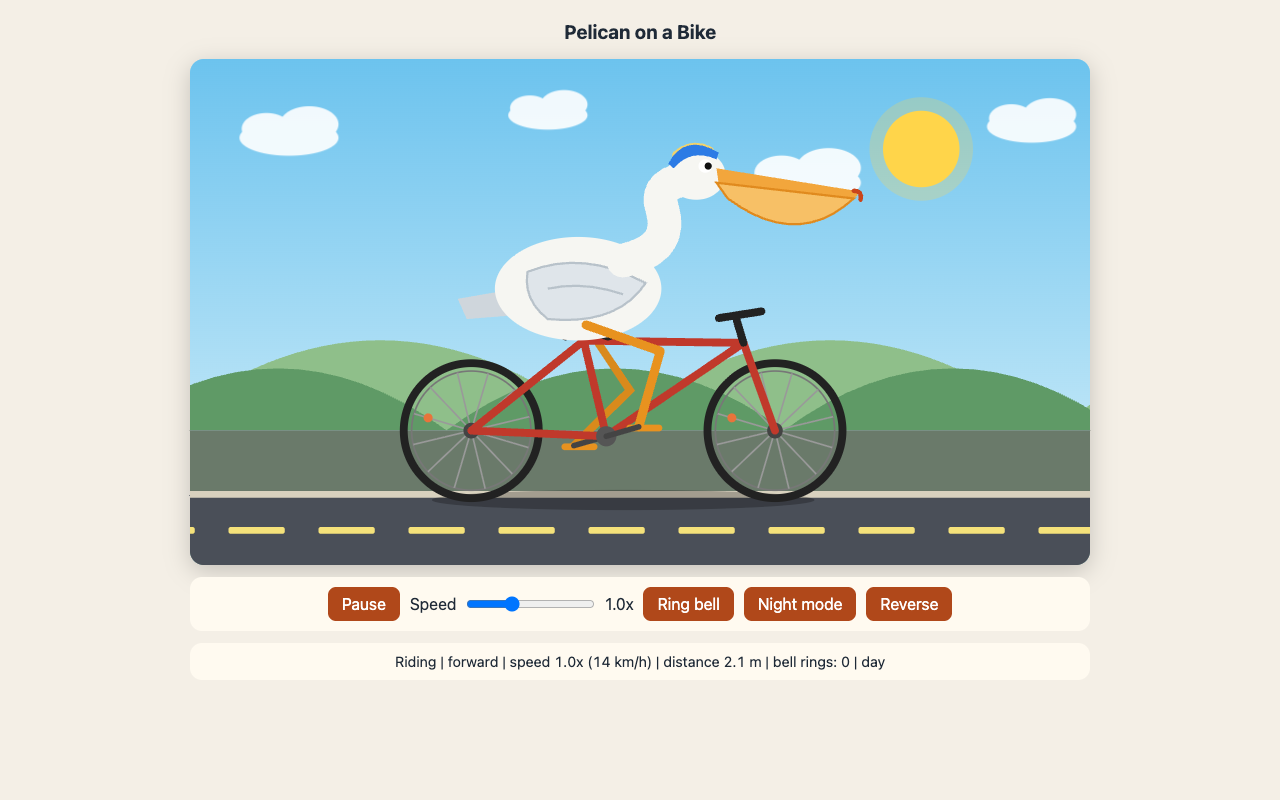 Pelican on a Bike
Pause Speed 1.0x Ring bell Night mode Reverse
Riding | forward | speed 1.0x (14 km/h) | distance 2.1 m | bell rings: 0 | day